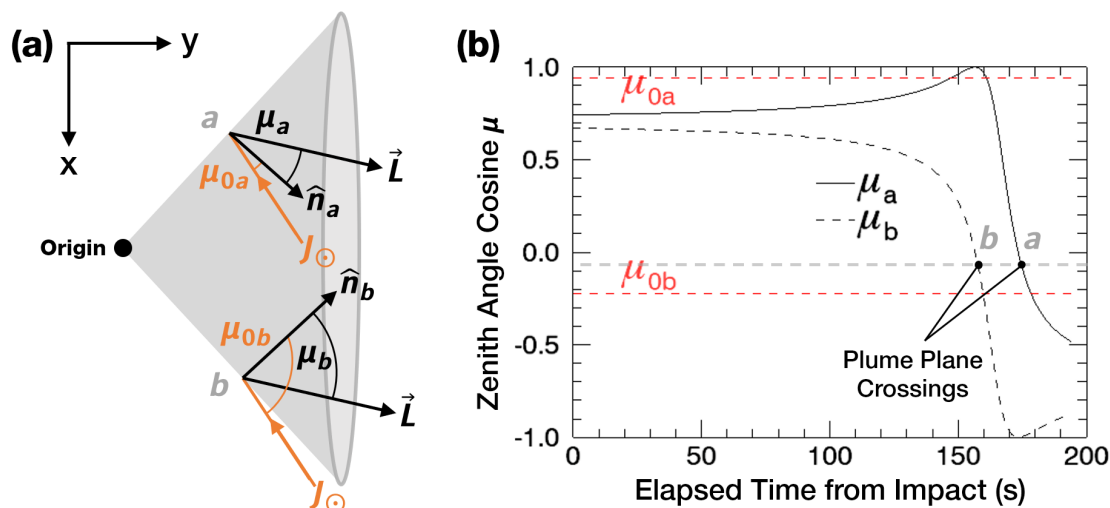 (a)
y
x
a
μa
L⃗
μ0a
n̂a
J⊙
Origin
n̂b
μ0b
μb
b
L⃗
J⊙
(b)
Zenith Angle Cosine μ
1.0
0.5
0.0
-0.5
-1.0
μ0a
μa
μb
b
a
μ0b
Plume Plane
Crossings
0
50
100
150
200
Elapsed Time from Impact (s)